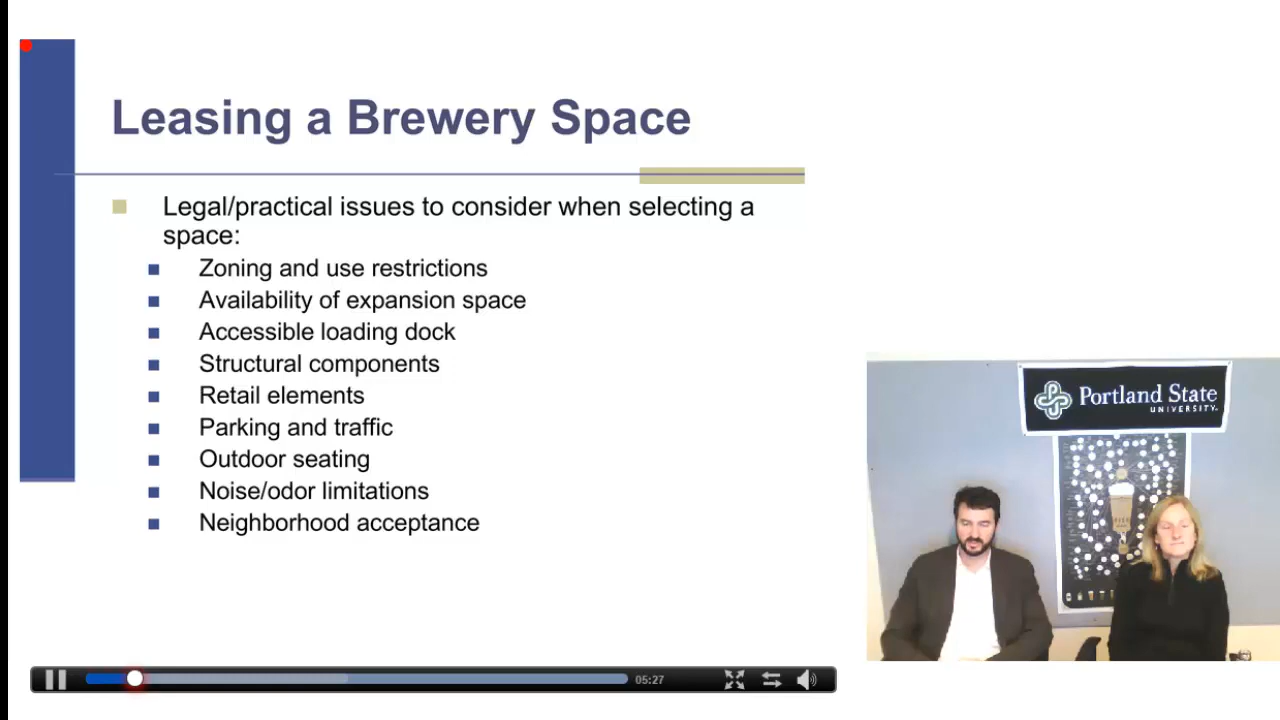 Leasing a Brewery Space
Legal/practical issues to consider when selecting a
space:
Zoning and use restrictions
Availability of expansion space
Accessible loading dock
Structural components
Retail elements
Parking and traffic
Outdoor seating
Noise/odor limitations
Neighborhood acceptance
Portland State
UNIVERSITY
05:27